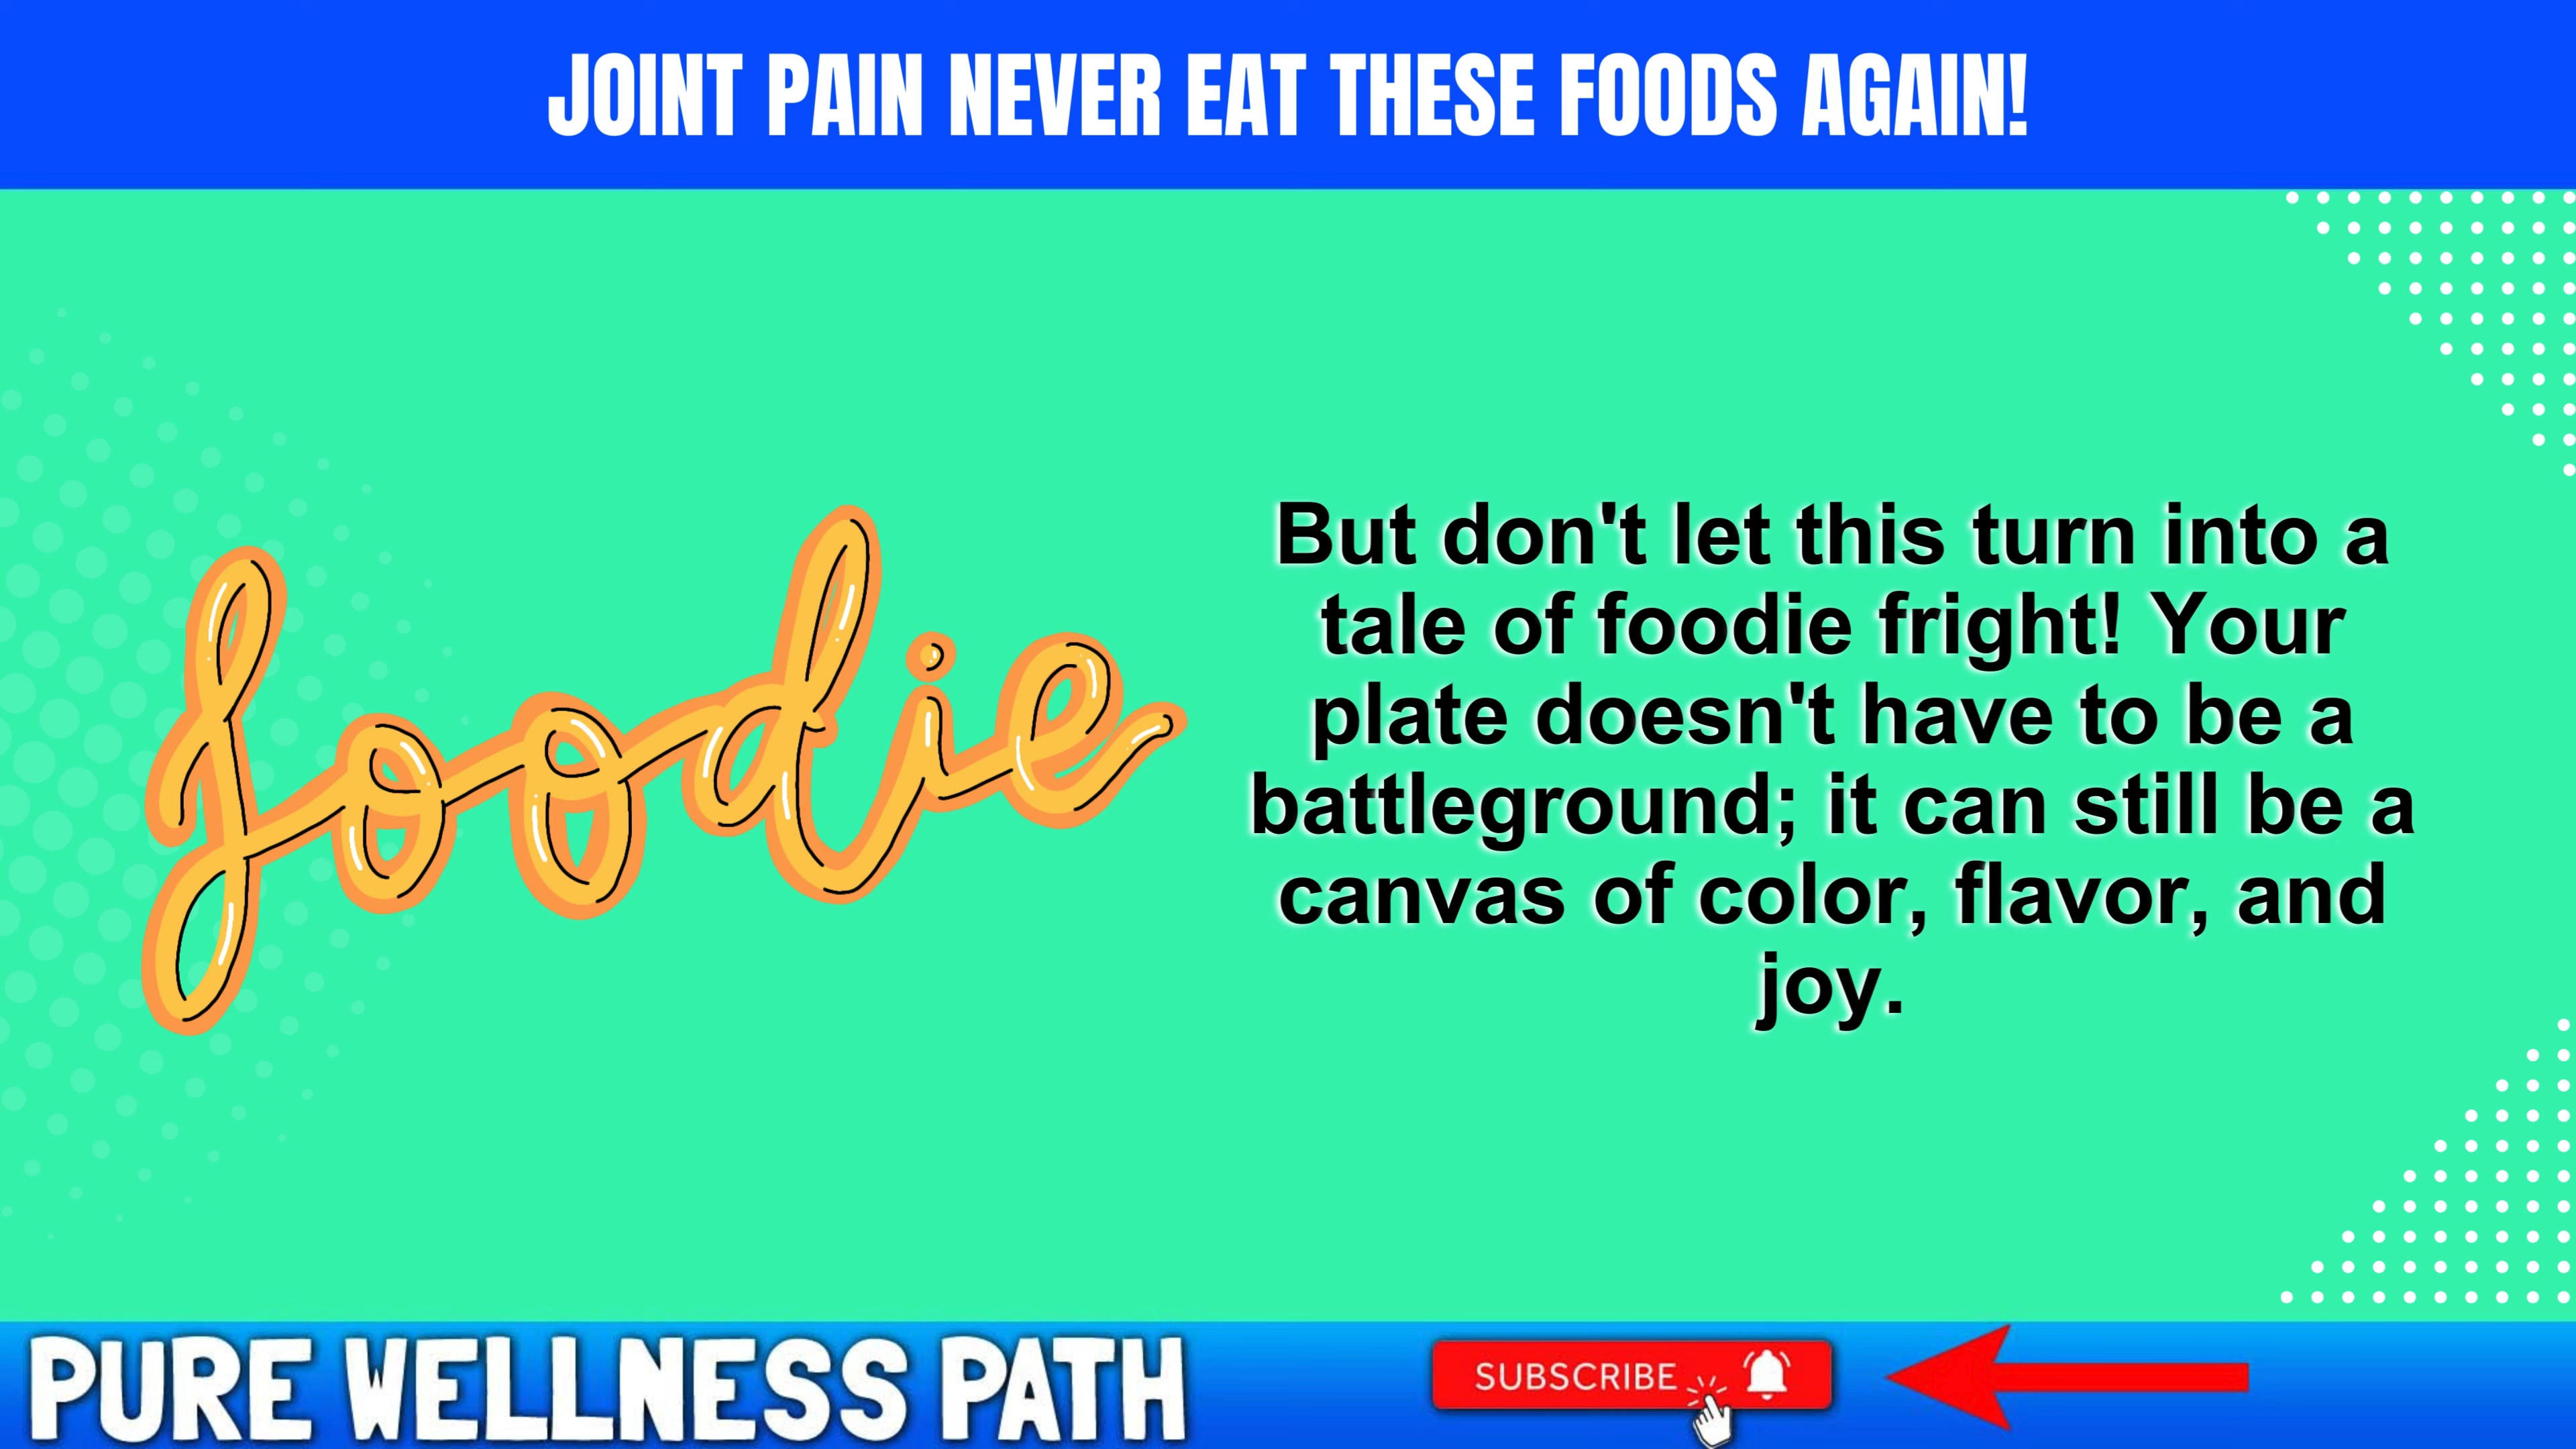 JOINT PAIN NEVER EAT THESE FOODS AGAIN!
foodie
But don't let this turn into a
tale of foodie fright! Your
plate doesn't have to be a
battleground; it can still be a
canvas of color, flavor, and
joy.
PURE WELLNESS PATH
SUBSCRIBE